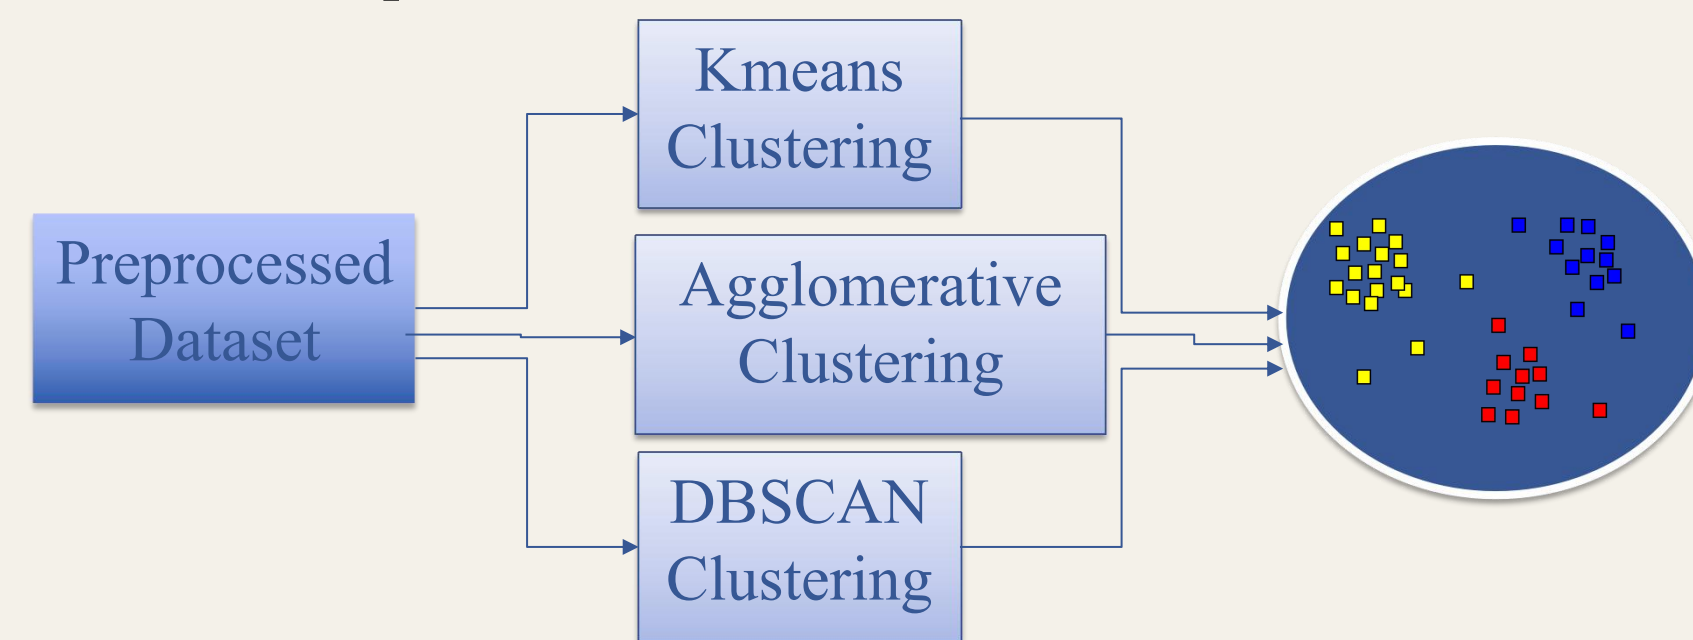 Preprocessed
Dataset
Kmeans
Clustering
Agglomerative
Clustering
DBSCAN
Clustering